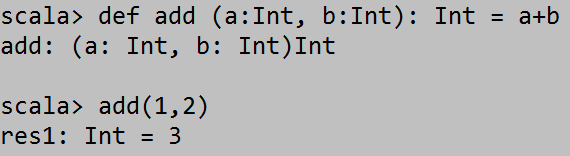 scala> def add (a:Int, b:Int): Int = a+b
add: (a: Int, b: Int)Int
scala> add(1,2)
res1: Int = 3